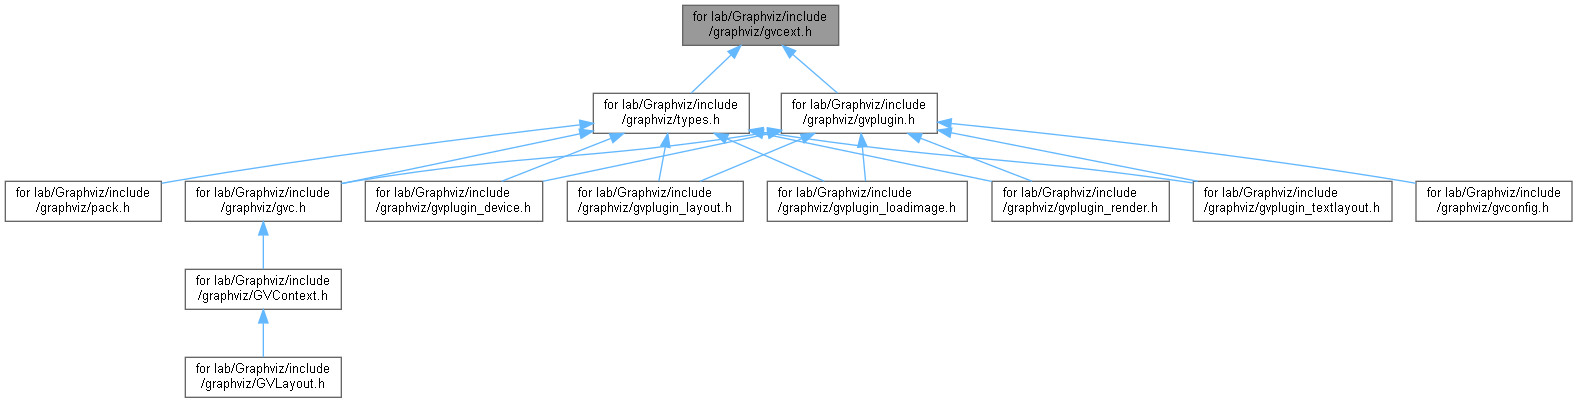 for lab/Graphviz/include
/graphviz/gvcext.h
for lab/Graphviz/include
/graphviz/types.h
for lab/Graphviz/include
/graphviz/gvplugin.h
for lab/Graphviz/include
/graphviz/pack.h
for lab/Graphviz/include
/graphviz/gvc.h
for lab/Graphviz/include
/graphviz/gvplugin_device.h
for lab/Graphviz/include
/graphviz/gvplugin_layout.h
for lab/Graphviz/include
/graphviz/gvplugin_loadimage.h
for lab/Graphviz/include
/graphviz/gvplugin_render.h
for lab/Graphviz/include
/graphviz/gvplugin_textlayout.h
for lab/Graphviz/include
/graphviz/gvconfig.h
for lab/Graphviz/include
/graphviz/GVContext.h
for lab/Graphviz/include
/graphviz/GVLayout.h